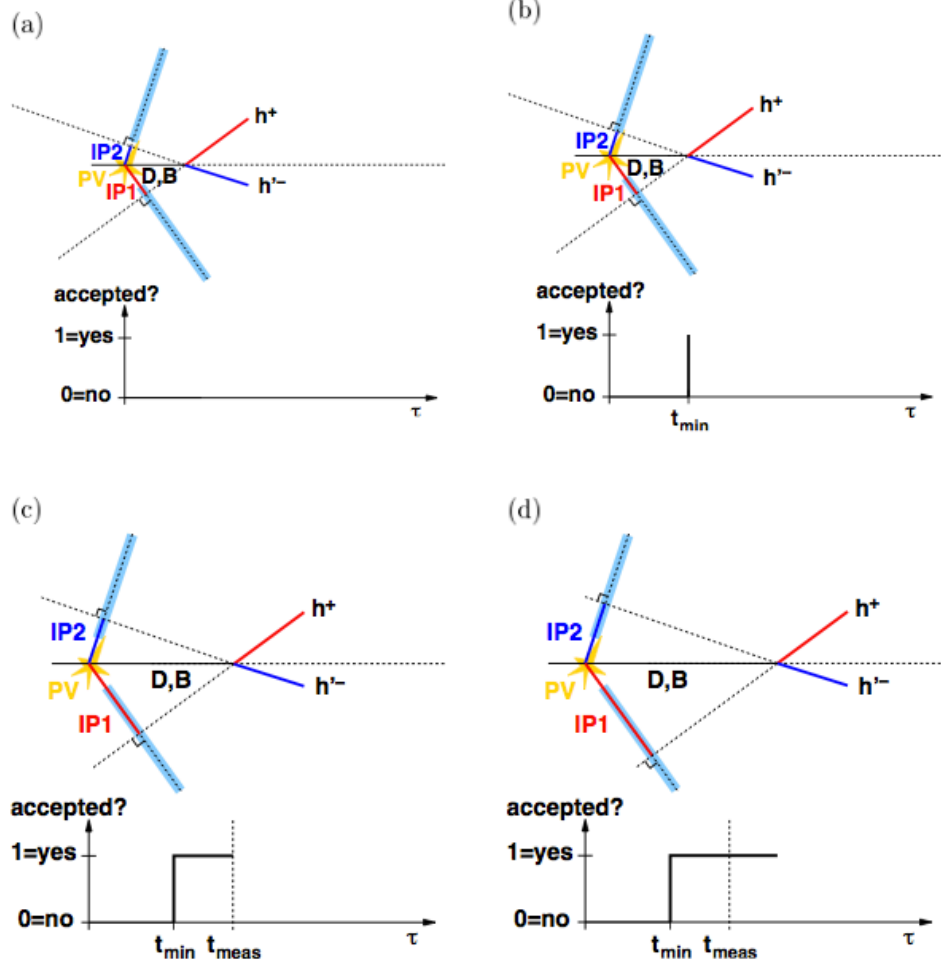 (a)
h⁺
IP2
PV
D,B
IP1
h'⁻
accepted?
1=yes
0=no
τ
(b)
h⁺
IP2
PV
D,B
IP1
h'⁻
accepted?
1=yes
0=no
t_min
τ
(c)
h⁺
IP2
PV
D,B
h'⁻
IP1
accepted?
1=yes
0=no
t_min t_meas
τ
(d)
h⁺
IP2
PV
D,B
h'⁻
IP1
accepted?
1=yes
0=no
t_min t_meas
τ